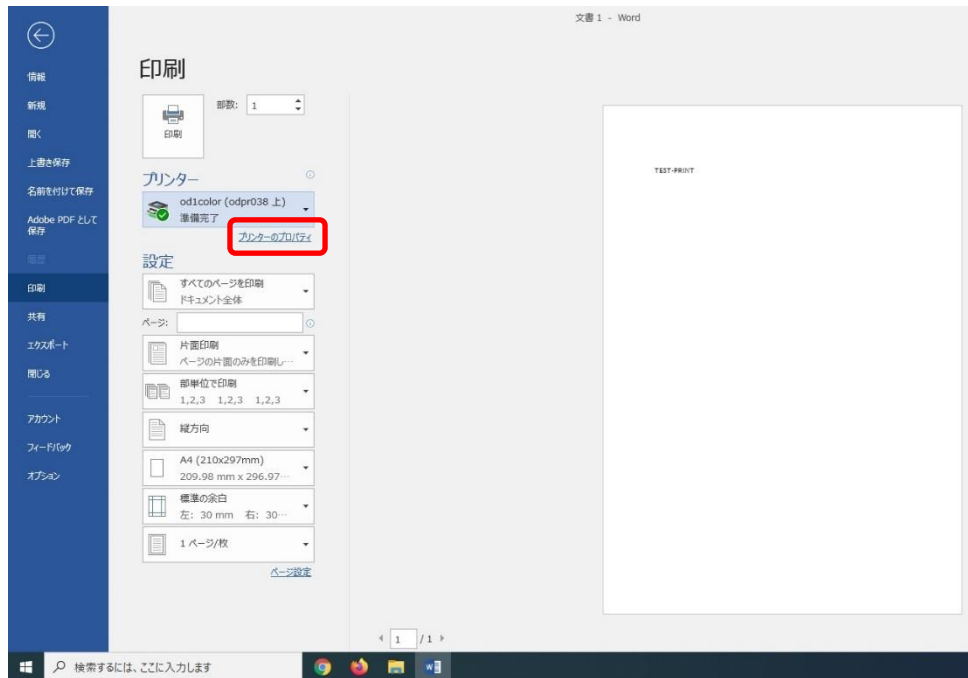 文書 1 - Word
情報
新規
開く
上書き保存
名前を付けて保存
Adobe PDF として
保存
履歴
印刷
共有
エクスポート
閉じる
アカウント
フィードバック
オプション
印刷
部数: 1
印刷
プリンター
od1color (odpr038 上)
準備完了
プリンターのプロパティ
設定
すべてのページを印刷
ドキュメント全体
ページ:
片面印刷
ページの片面のみを印刷し…
部単位で印刷
1,2,3 1,2,3 1,2,3
縦方向
A4 (210x297mm)
209.98 mm x 296.97…
標準の余白
左: 30 mm 右: 30…
1 ページ/枚
ページ設定
TEST-PRINT
1 / 1
検索するには、ここに入力します